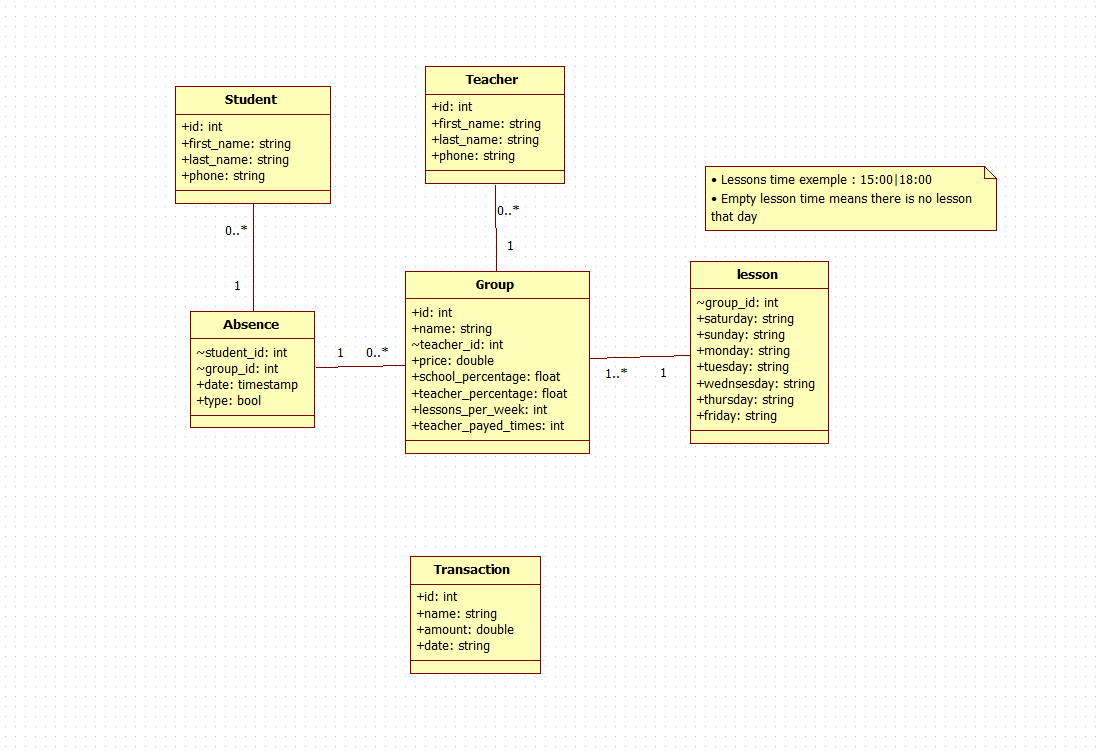 Student
+id: int
+first_name: string
+last_name: string
+phone: string
Teacher
+id: int
+first_name: string
+last_name: string
+phone: string
• Lessons time exemple : 15:00|18:00
• Empty lesson time means there is no lesson
that day
0..*
1
0..*
1
Absence
~student_id: int
~group_id: int
+date: timestamp
+type: bool
1
0..*
Group
+id: int
+name: string
~teacher_id: int
+price: double
+school_percentage: float
+teacher_percentage: float
+lessons_per_week: int
+teacher_payed_times: int
1..*
1
lesson
~group_id: int
+saturday: string
+sunday: string
+monday: string
+tuesday: string
+wednsesday: string
+thursday: string
+friday: string
Transaction
+id: int
+name: string
+amount: double
+date: string